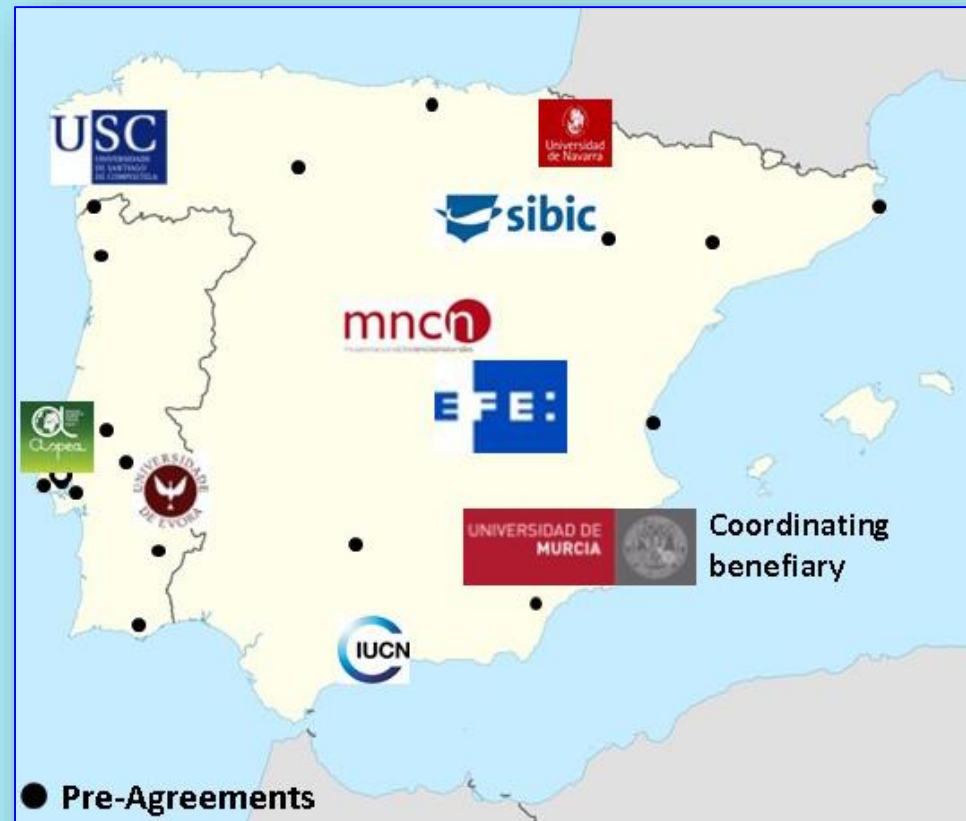 USC
UNIVERSIDADE
DE SANTIAGO
DE COMPOSTELA
Universidad
de Navarra
sibic
mncn
EFE:
aspea
UNIVERSIDADE
DE EVORA
UNIVERSIDAD DE
MURCIA
Coordinating
benefiary
IUCN
Pre-Agreements